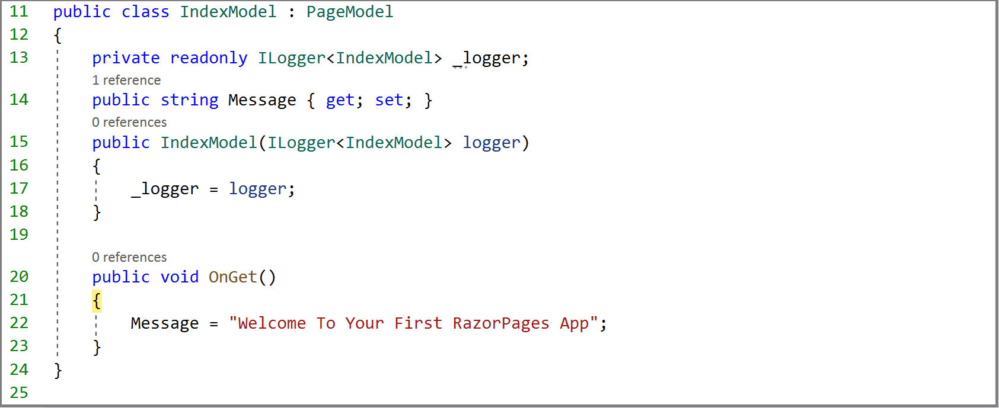 11 public class IndexModel : PageModel
12 {
13 private readonly ILogger<IndexModel> _logger;
1 reference
14 public string Message { get; set; }
0 references
15 public IndexModel(ILogger<IndexModel> logger)
16 {
17 _logger = logger;
18 }
19
0 references
20 public void OnGet()
21 {
22 Message = "Welcome To Your First RazorPages App";
23 }
24 }
25